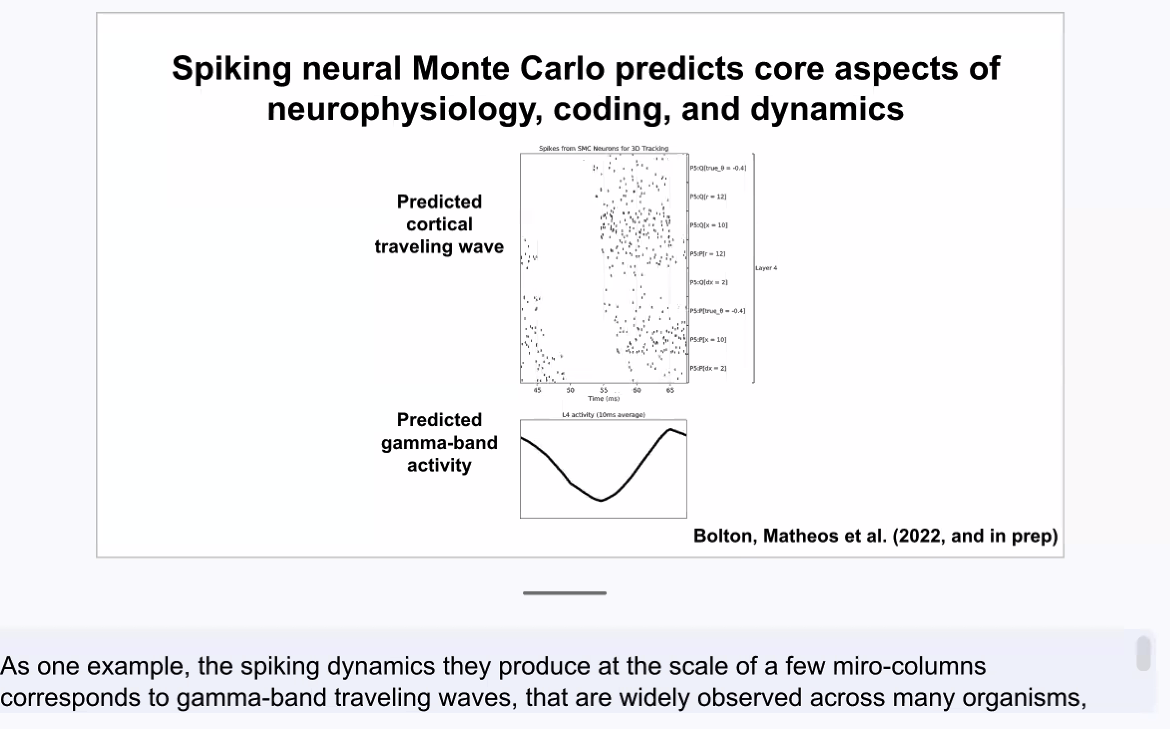 Spiking neural Monte Carlo predicts core aspects of
neurophysiology, coding, and dynamics
Spikes from SMC Neurons for 3D Tracking
Predicted
cortical
traveling wave
P5:Q[true_θ = -0.4]
P5:Q[r = 12]
P5:Q[x = 10]
P5:P[r = 12]
P5:Q[dx = 2]
P5:P[true_θ = -0.4]
P5:P[x = 10]
P5:P[dx = 2]
Layer 4
45 50 55 60 65
Time (ms)
Predicted
gamma-band
activity
L4 activity (10ms average)
Bolton, Matheos et al. (2022, and in prep)
As one example, the spiking dynamics they produce at the scale of a few miro-columns
corresponds to gamma-band traveling waves, that are widely observed across many organisms,